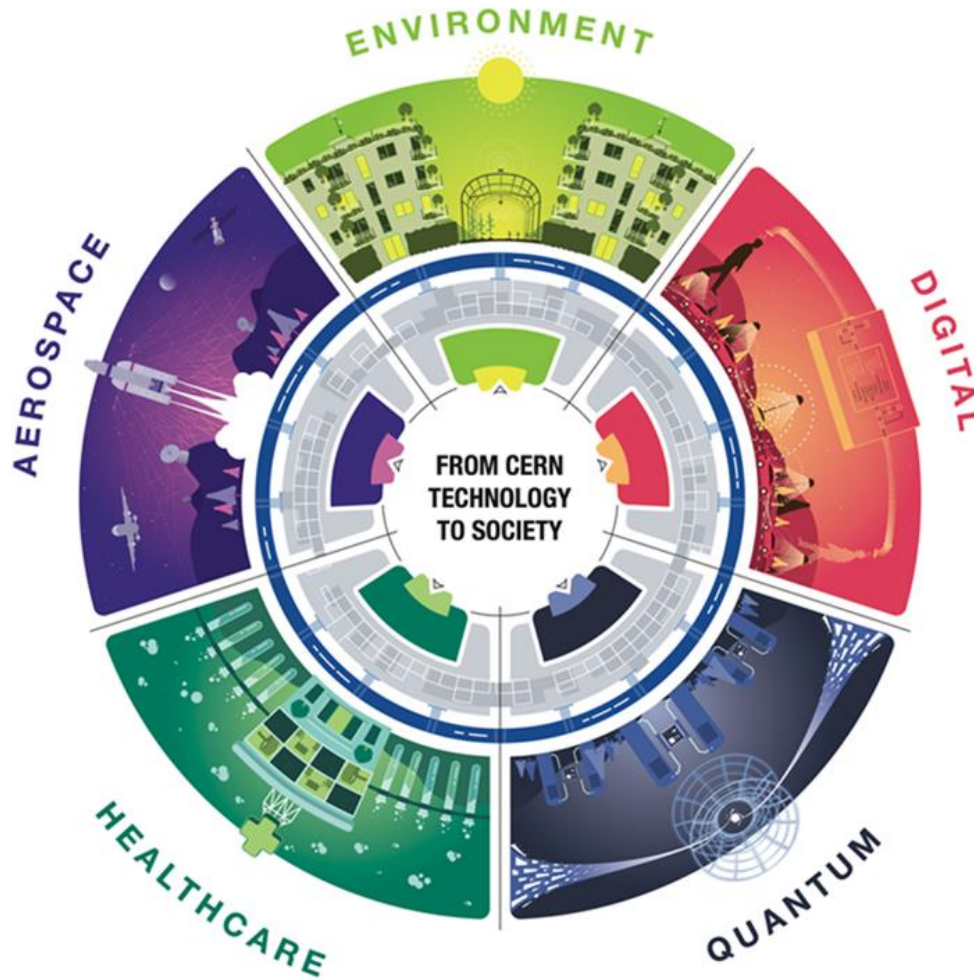 ENVIRONMENT
DIGITAL
QUANTUM
HEALTHCARE
AEROSPACE
FROM CERN
TECHNOLOGY
TO SOCIETY